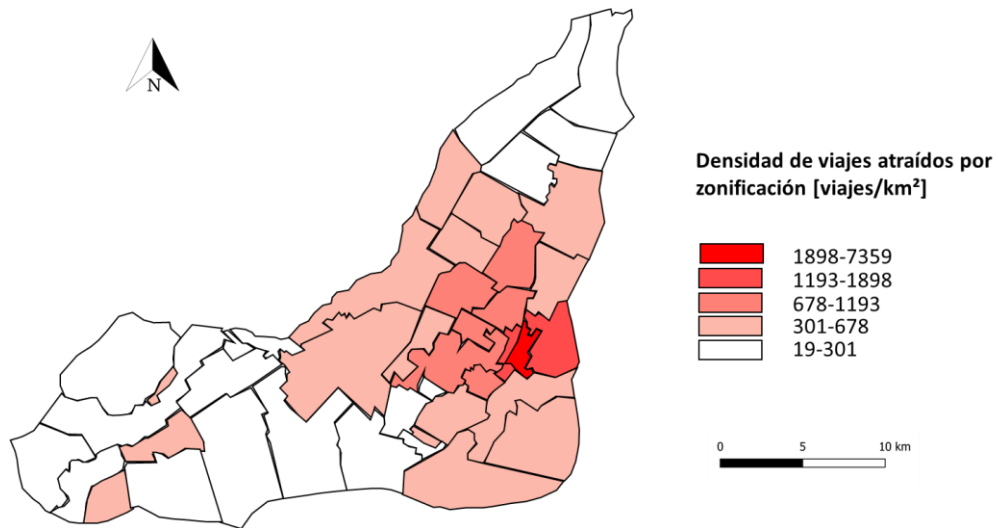 N
Densidad de viajes atraídos por
zonificación [viajes/km²]
1898-7359
1193-1898
678-1193
301-678
19-301
0 5 10 km